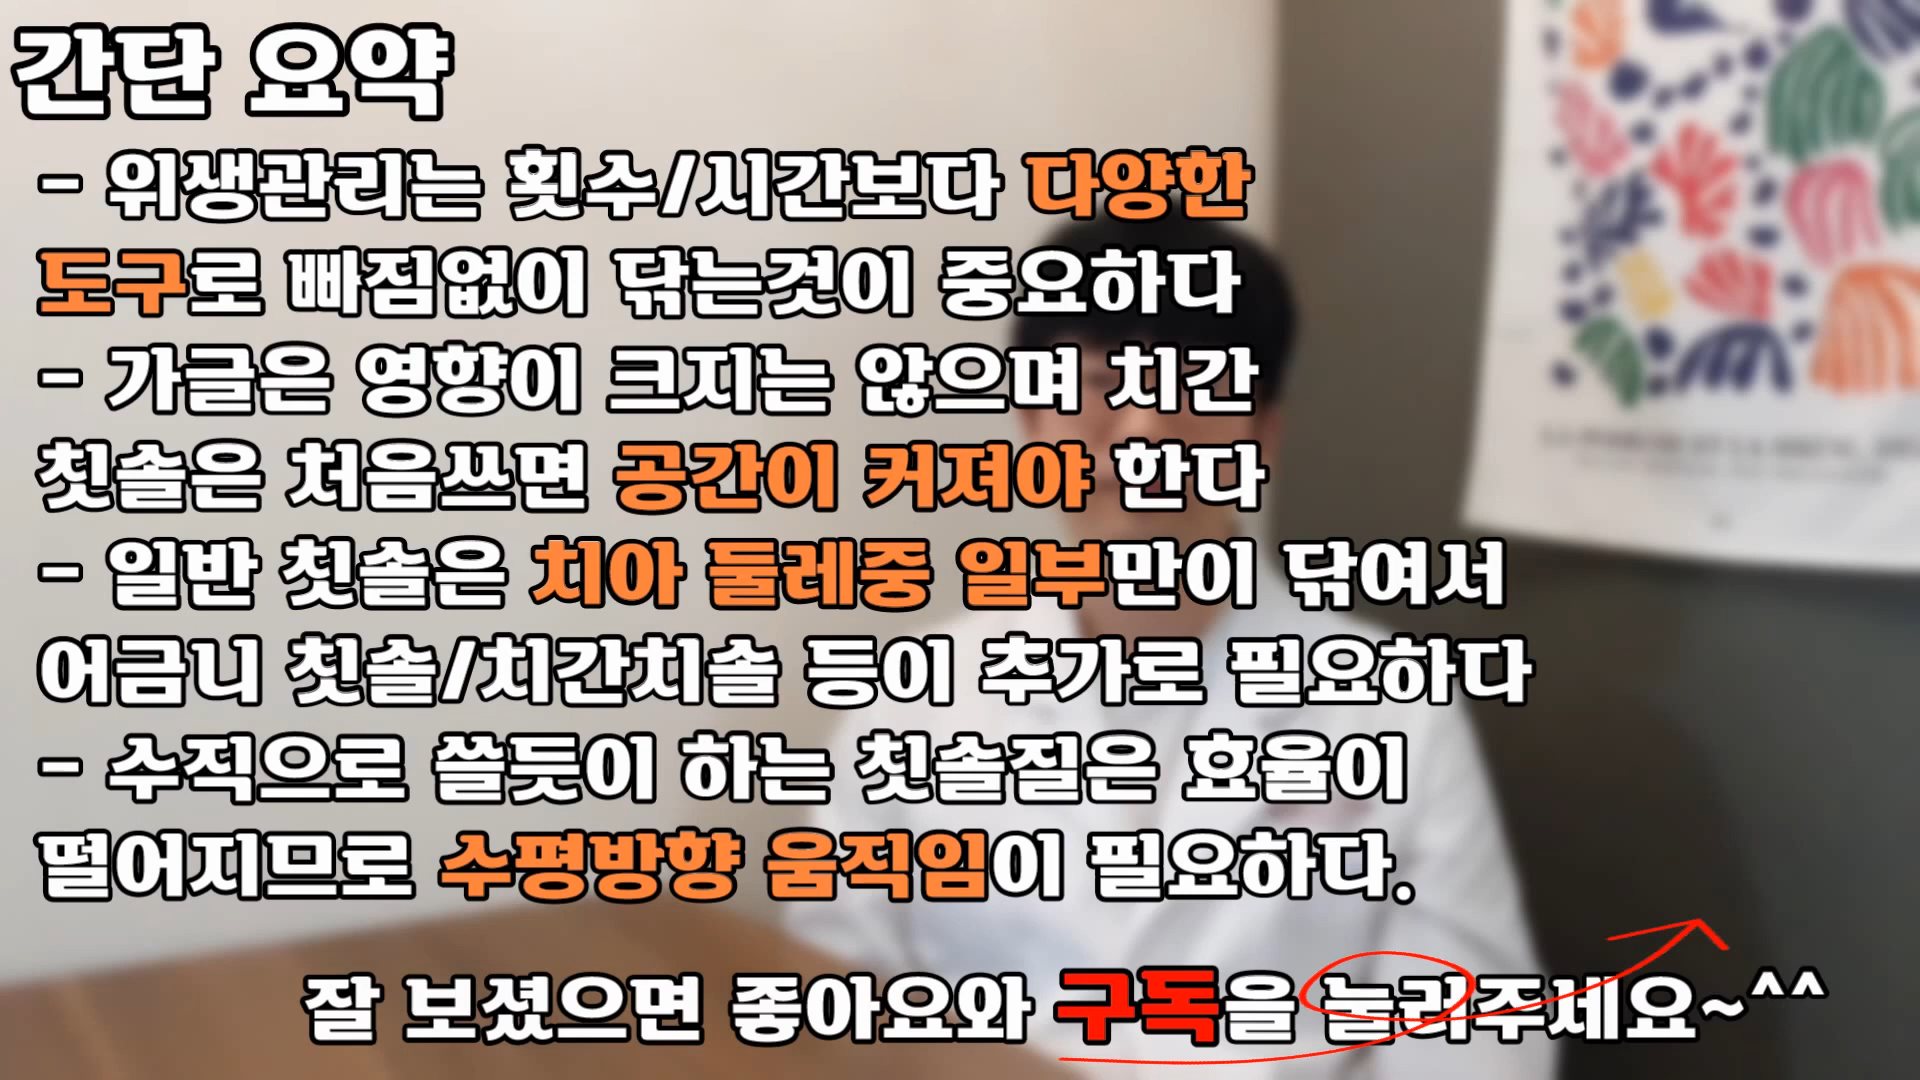 간단 요약
- 위생관리는 횟수/시간보다 다양한
도구로 빠짐없이 닦는것이 중요하다
- 가글은 영향이 크지는 않으며 치간
칫솔은 처음쓰면 공간이 커져야 한다
- 일반 칫솔은 치아 둘레중 일부만이 닦여서
어금니 칫솔/치간치솔 등이 추가로 필요하다
- 수직으로 쓸듯이 하는 칫솔질은 효율이
떨어지므로 수평방향 움직임이 필요하다.
잘 보셨으면 좋아요와 구독을 눌러주세요~^^